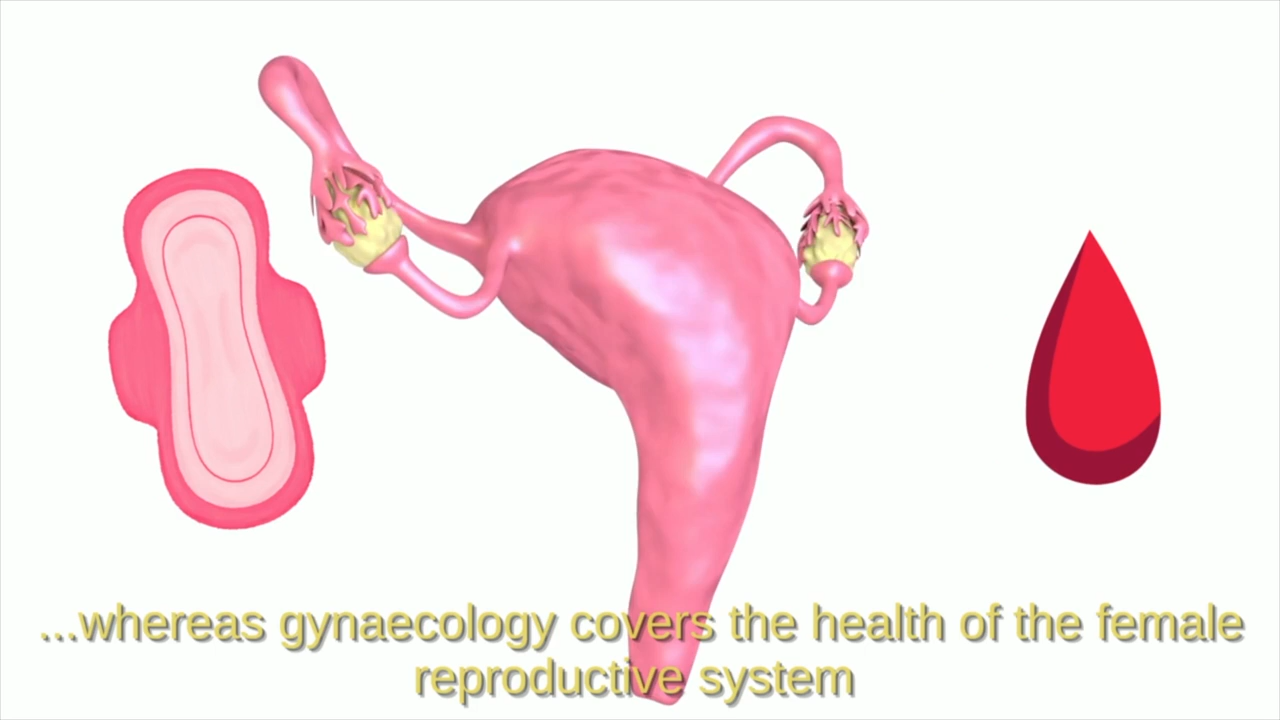 ...whereas gynaecology covers the health of the female
reproductive system